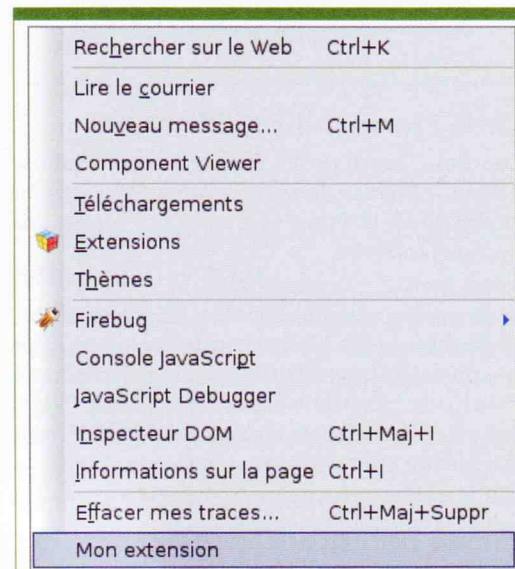 Rechercher sur le Web Ctrl+K
Lire le courrier
Nouveau message... Ctrl+M
Component Viewer
Téléchargements
Extensions
Thèmes
Firebug
Console JavaScript
JavaScript Debugger
Inspecteur DOM Ctrl+Maj+I
Informations sur la page Ctrl+I
Effacer mes traces... Ctrl+Maj+Suppr
Mon extension